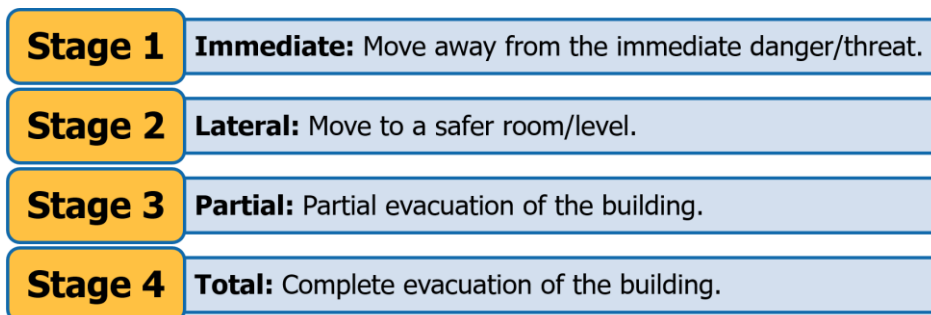 Stage 1 Immediate: Move away from the immediate danger/threat.
Stage 2 Lateral: Move to a safer room/level.
Stage 3 Partial: Partial evacuation of the building.
Stage 4 Total: Complete evacuation of the building.